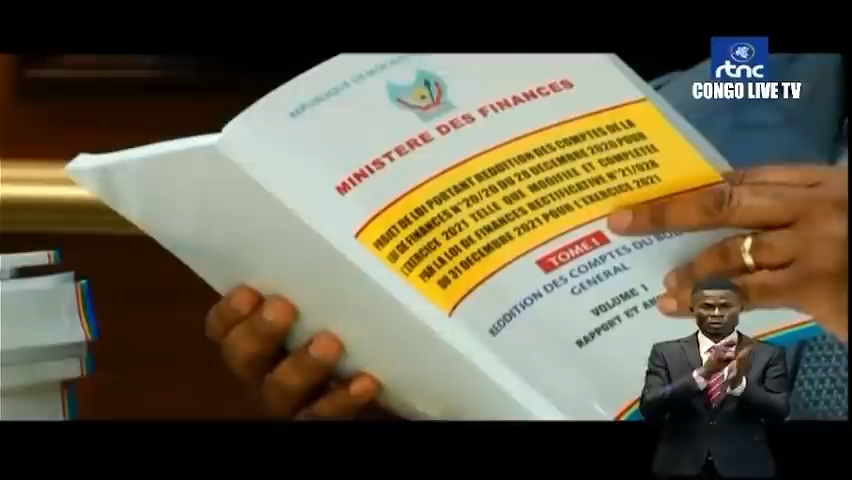 rtnc
CONGO LIVE TV
MINISTERE DES FINANCES
PROJET DE LOI PORTANT REDDITION DES COMPTES DE LA
LOI DE FINANCES N°20/20 DU 28 DECEMBRE 2020 POUR
L'EXERCICE 2021 TELLE QUE MODIFIEE ET COMPLETEE
PAR LA LOI DE FINANCES RECTIFICATIVE N°21/028
DU 31 DECEMBRE 2021 POUR L'EXERCICE 2021
TOME I
REDDITION DES COMPTES DU
GENERAL
VOLUME 1
RAPPORT ET